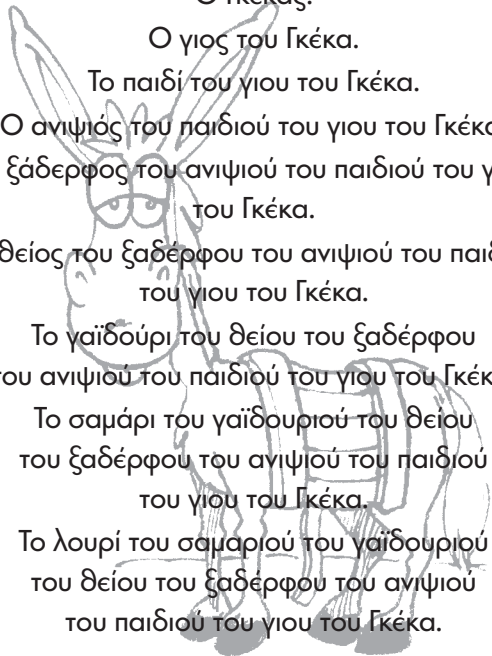 Ο γιος του Γκέκα.
Το παιδί του γιου του Γκέκα.
Ο ανιψιός του παιδιού του γιου του Γκέκα
ξάδερφος του ανιψιού του παιδιού του
του Γκέκα.
θείος του ξαδέρφου του ανιψιού του
του γιου του Γκέκα.
Το γαϊδούρι του θείου του ξαδέρφου
του ανιψιού του παιδιού του γιου του
Το σαμάρι του γαϊδουριού του θείου
του ξαδέρφου του ανιψιού του παιδιού
του γιου του Γκέκα.
Το λουρί του σαμαριού του γαϊδουριού
του θείου του ξαδέρφου του ανιψιού
του παιδιού του γιου του Γκέκα.